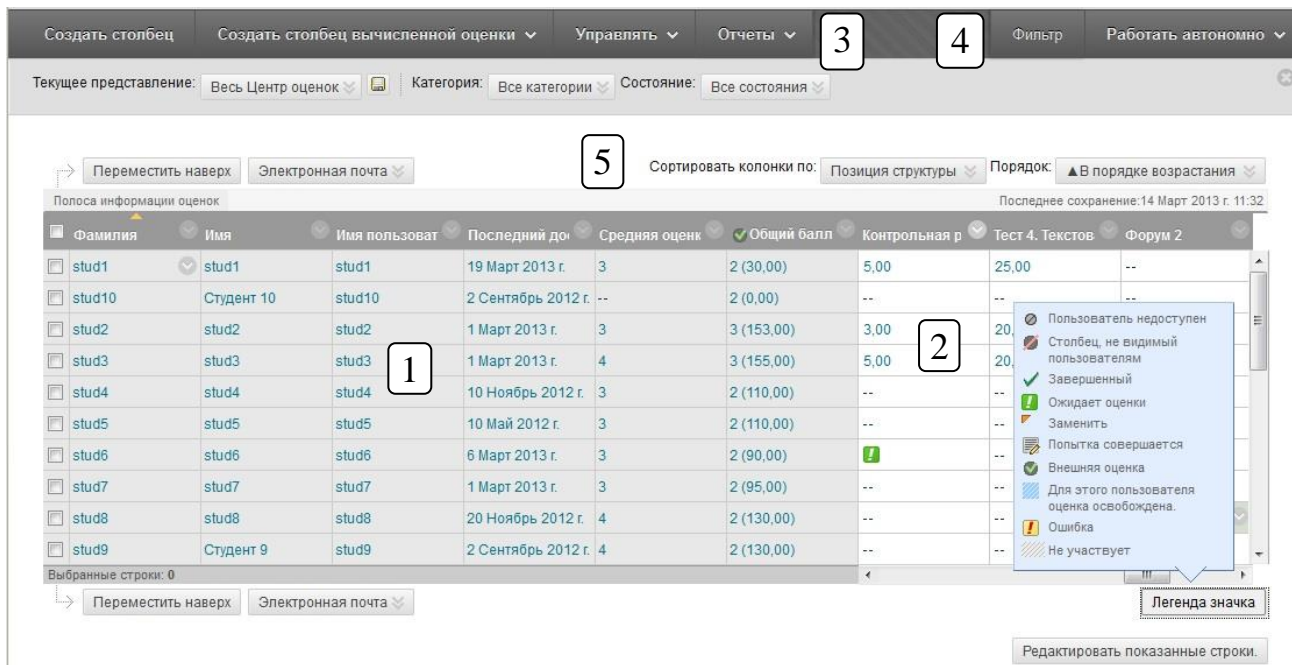 Создать столбец Создать столбец вычисленной оценки Управлять Отчеты 3 4 Фильтр Работать автономно
Текущее представление: Весь Центр оценок Категория: Все категории Состояние: Все состояния
Переместить наверх Электронная почта 5 Сортировать колонки по: Позиция структуры Порядок: ▲В порядке возрастания
Полоса информации оценок Последнее сохранение:14 Март 2013 г. 11:32
Фамилия Имя Имя пользоват Последний до Средняя оценк Общий балл Контрольная р Тест 4. Текстов Форум 2
stud1 stud1 stud1 19 Март 2013 г. 3 2 (30,00) 5,00 25,00 --
stud10 Студент 10 stud10 2 Сентябрь 2012 г. -- 2 (0,00) -- -- --
stud2 stud2 stud2 1 Март 2013 г. 3 3 (153,00) 3,00 20,
stud3 stud3 stud3 1 Март 2013 г. 4 3 (155,00) 5,00 20,
1 2
stud4 stud4 stud4 10 Ноябрь 2012 г. 3 2 (110,00) -- --
stud5 stud5 stud5 10 Май 2012 г. 3 2 (110,00) -- --
stud6 stud6 stud6 6 Март 2013 г. 3 2 (90,00) ! --
stud7 stud7 stud7 1 Март 2013 г. 3 2 (95,00) -- --
stud8 stud8 stud8 20 Ноябрь 2012 г. 4 2 (130,00) -- --
stud9 Студент 9 stud9 2 Сентябрь 2012 г. 4 2 (130,00) -- --
Пользователь недоступен
Столбец, не видимый
пользователям
Завершенный
! Ожидает оценки
Заменить
Попытка совершается
Внешняя оценка
Для этого пользователя
оценка освобождена.
! Ошибка
Не участвует
Выбранные строки: 0
Переместить наверх Электронная почта Легенда значка
Редактировать показанные строки.